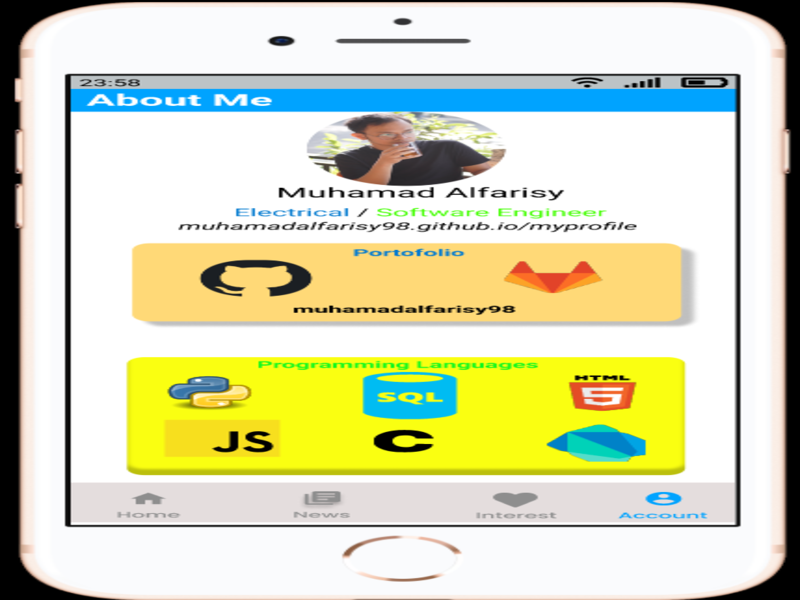 23:58
About Me
Muhamad Alfarisy
Electrical / Software Engineer
muhamadalfarisy98.github.io/myprofile
Portofolio
muhamadalfarisy98
Programming Languages
SQL
HTML
5
JS
C
Home
News
Interest
Account